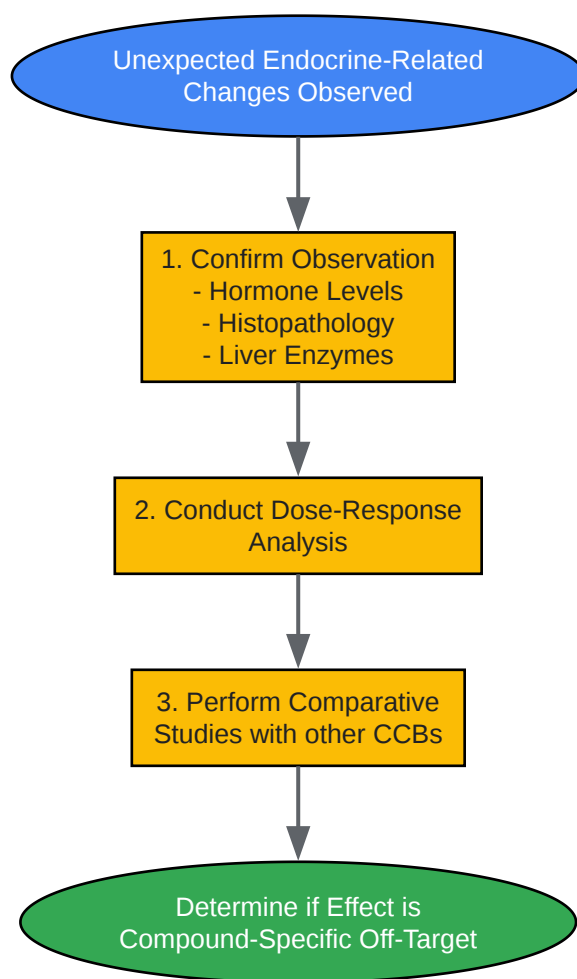 Unexpected Endocrine-Related
Changes Observed
1. Confirm Observation
- Hormone Levels
- Histopathology
- Liver Enzymes
2. Conduct Dose-Response
Analysis
3. Perform Comparative
Studies with other CCBs
Determine if Effect is
Compound-Specific Off-Target